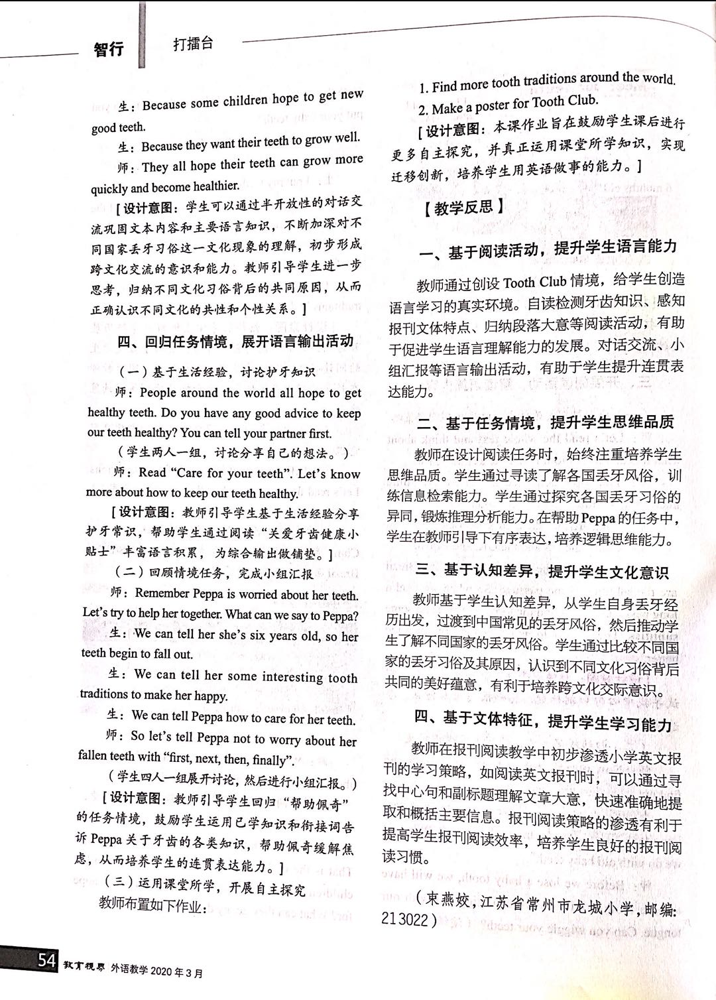 智行
打擂台
生：Because some children hope to get new
good teeth.
生：Because they want their teeth to grow well.
师：They all hope their teeth can grow more
quickly and become healthier.
[设计意图：学生可以通过半开放性的对话交
流巩固文本内容和主要语言知识，不断加深对不
同国家丢牙习俗这一文化现象的理解，初步形成
跨文化交流的意识和能力。教师引导学生进一步
思考，归纳不同文化习俗背后的共同原因，从而
正确认识不同文化的共性和个性关系。]
四、回归任务情境，展开语言输出活动
（一）基于生活经验，讨论护牙知识
师：People around the world all hope to get
healthy teeth. Do you have any good advice to keep
our teeth healthy? You can tell your partner first.
（学生两人一组，讨论分享自己的想法。）
师：Read “Care for your teeth”. Let’s know
more about how to keep our teeth healthy.
[设计意图：教师引导学生基于生活经验分享
护牙常识，帮助学生通过阅读“关爱牙齿健康小
贴士”丰富语言积累，为综合输出做铺垫。]
（二）回顾情境任务，完成小组汇报
师：Remember Peppa is worried about her teeth.
Let’s try to help her together. What can we say to Peppa?
生：We can tell her she’s six years old, so her
teeth begin to fall out.
生：We can tell her some interesting tooth
traditions to make her happy.
生：We can tell Peppa how to care for her teeth.
师：So let’s tell Peppa not to worry about her
fallen teeth with “first, next, then, finally”.
（学生四人一组展开讨论，然后进行小组汇报。）
[设计意图：教师引导学生回归“帮助佩奇”
的任务情境，鼓励学生运用已学知识和衔接词告
诉 Peppa 关于牙齿的各类知识，帮助佩奇缓解焦
虑，从而培养学生的连贯表达能力。]
（三）运用课堂所学，开展自主探究
教师布置如下作业：
1. Find more tooth traditions around the world.
2. Make a poster for Tooth Club.
[设计意图：本课作业旨在鼓励学生课后进行
更多自主探究，并真正运用课堂所学知识，实现
迁移创新，培养学生用英语做事的能力。]
【教学反思】
一、基于阅读活动，提升学生语言能力
教师通过创设 Tooth Club 情境，给学生创造
语言学习的真实环境。自读检测牙齿知识、感知
报刊文体特点、归纳段落大意等阅读活动，有助
于促进学生语言理解能力的发展。对话交流、小
组汇报等语言输出活动，有助于学生提升连贯表
达能力。
二、基于任务情境，提升学生思维品质
教师在设计阅读任务时，始终注重培养学生
思维品质。学生通过寻读了解各国丢牙风俗，训
练信息检索能力。学生通过探究各国丢牙习俗的
异同，锻炼推理分析能力。在帮助 Peppa 的任务中，
学生在教师引导下有序表达，培养逻辑思维能力。
三、基于认知差异，提升学生文化意识
教师基于学生认知差异，从学生自身丢牙经
历出发，过渡到中国常见的丢牙风俗，然后推动学
生了解不同国家的丢牙风俗。学生通过比较不同国
家的丢牙习俗及其原因，认识到不同文化习俗背后
共同的美好蕴意，有利于培养跨文化交际意识。
四、基于文体特征，提升学生学习能力
教师在报刊阅读教学中初步渗透小学英文报
刊的学习策略，如阅读英文报刊时，可以通过寻
找中心句和副标题理解文章大意，快速准确地提
取和概括主要信息。报刊阅读策略的渗透有利于
提高学生报刊阅读效率，培养学生良好的报刊阅
读习惯。
（束燕姣，江苏省常州市龙城小学，邮编：
213022）
54 教育视界 外语教学 2020 年 3 月